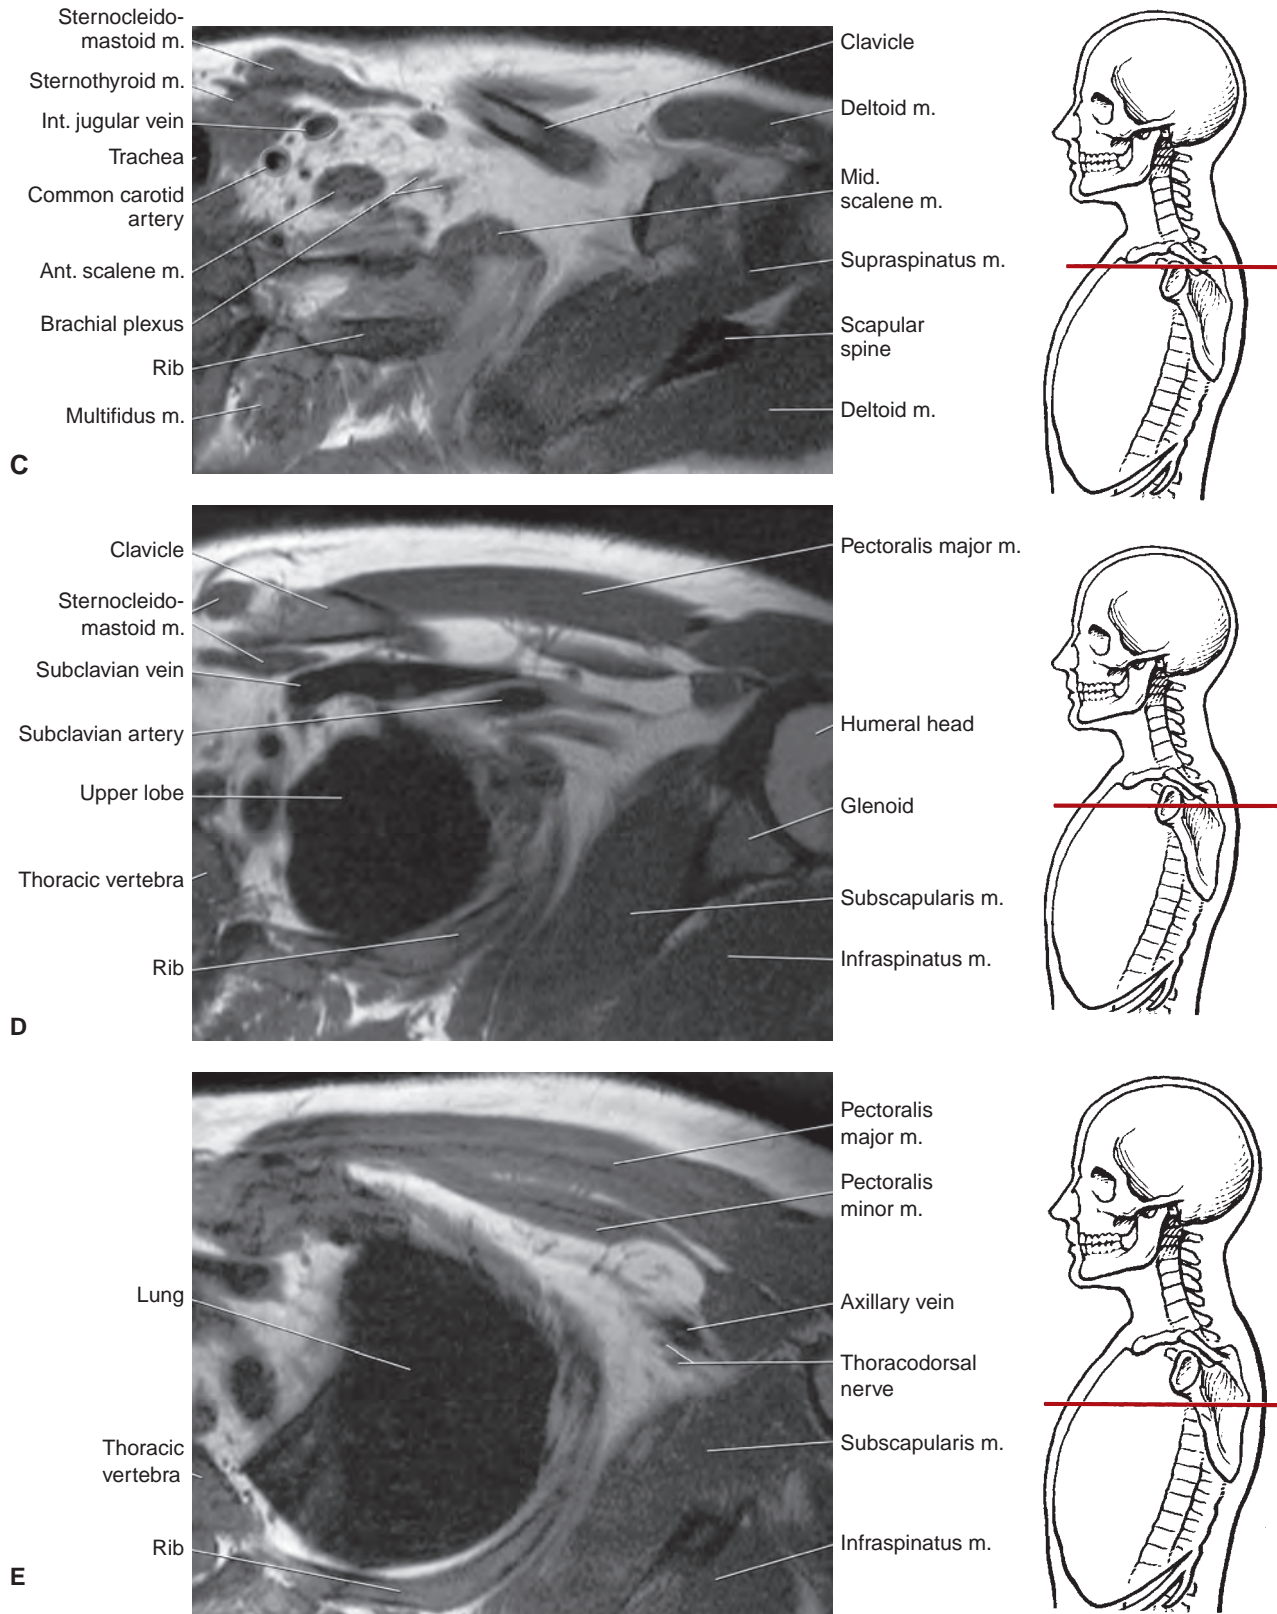 Sternocleido-
mastoid m.
Sternothyroid m.
Int. jugular vein
Trachea
Common carotid
artery
Ant. scalene m.
Brachial plexus
Rib
Multifidus m.
C
Clavicle
Deltoid m.
Mid.
scalene m.
Supraspinatus m.
Scapular
spine
Deltoid m.
Clavicle
Sternocleido-
mastoid m.
Subclavian vein
Subclavian artery
Upper lobe
Thoracic vertebra
Rib
D
Pectoralis major m.
Humeral head
Glenoid
Subscapularis m.
Infraspinatus m.
Lung
Thoracic
vertebra
Rib
E
Pectoralis
major m.
Pectoralis
minor m.
Axillary vein
Thoracodorsal
nerve
Subscapularis m.
Infraspinatus m.